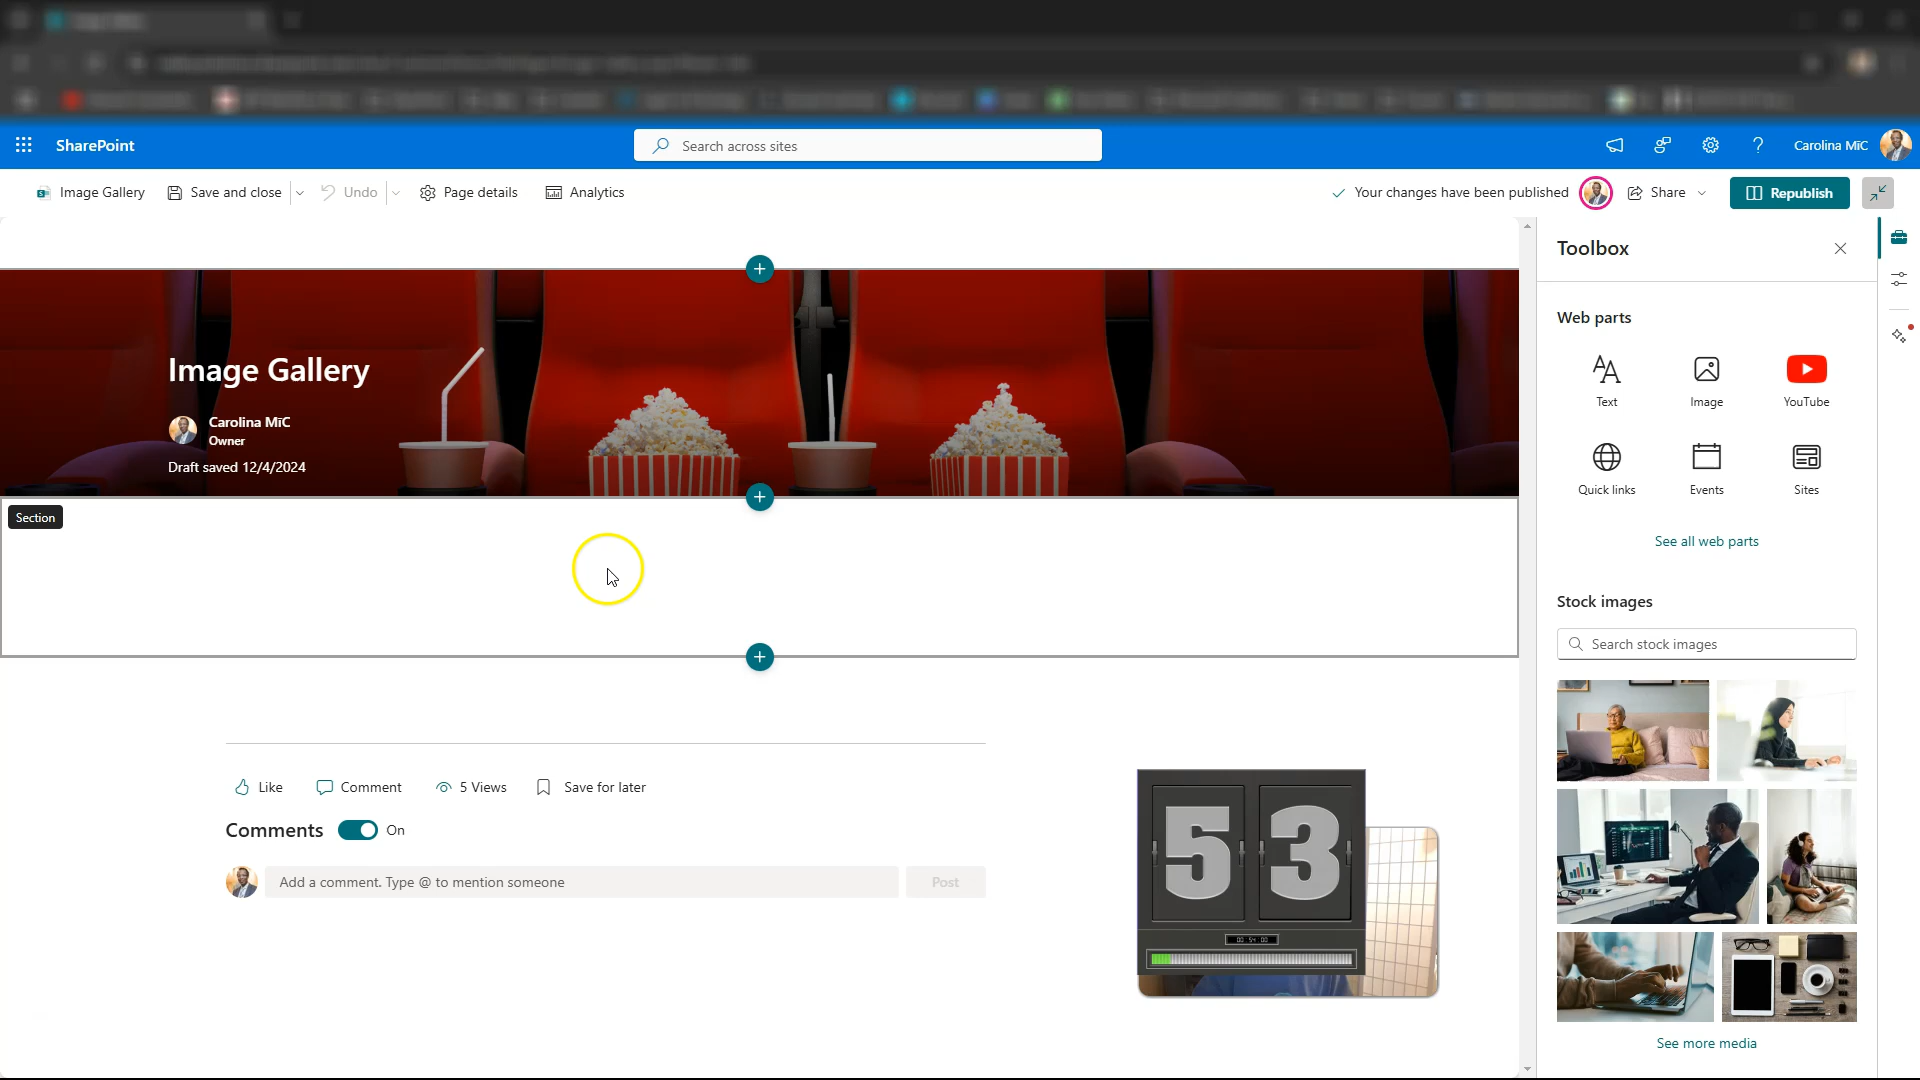 SharePoint
Search across sites
Carolina MiC
Image Gallery
Save and close
Undo
Page details
Analytics
Your changes have been published
Share
Republish
Image Gallery
Carolina MiC
Owner
Draft saved 12/4/2024
Section
Like
Comment
5 Views
Save for later
Comments
On
Add a comment. Type @ to mention someone
Post
53
00 54 00
Toolbox
Web parts
Text
Image
YouTube
Quick links
Events
Sites
See all web parts
Stock images
Search stock images
See more media